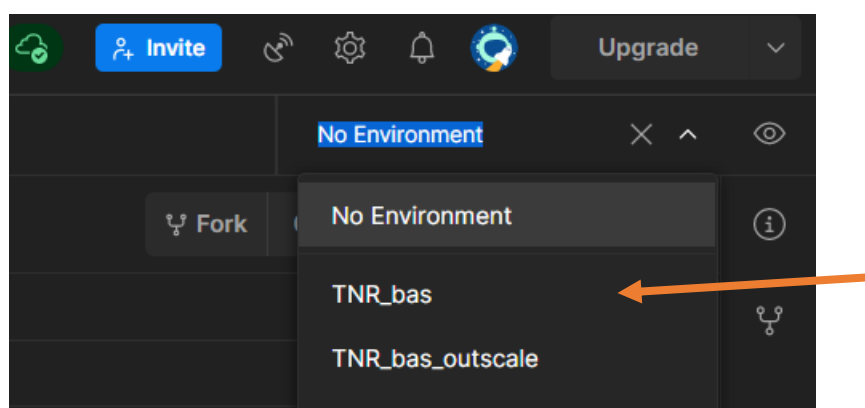 Invite
Upgrade
No Environment
Fork
No Environment
TNR_bas
TNR_bas_outscale